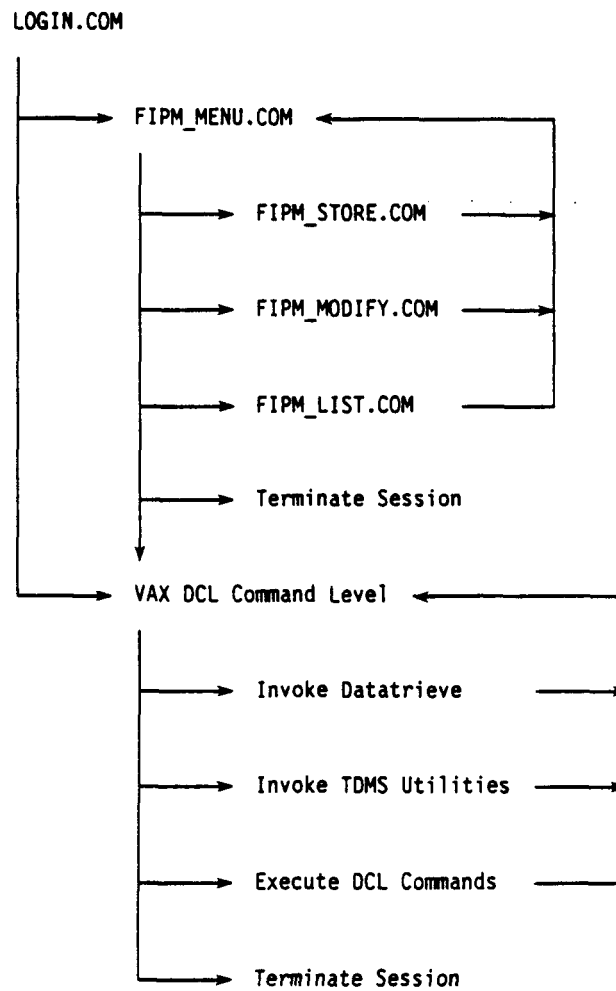 LOGIN.COM
FIPM_MENU.COM
FIPM_STORE.COM
FIPM_MODIFY.COM
FIPM_LIST.COM
Terminate Session
VAX DCL Command Level
Invoke Datatrieve
Invoke TDMS Utilities
Execute DCL Commands
Terminate Session